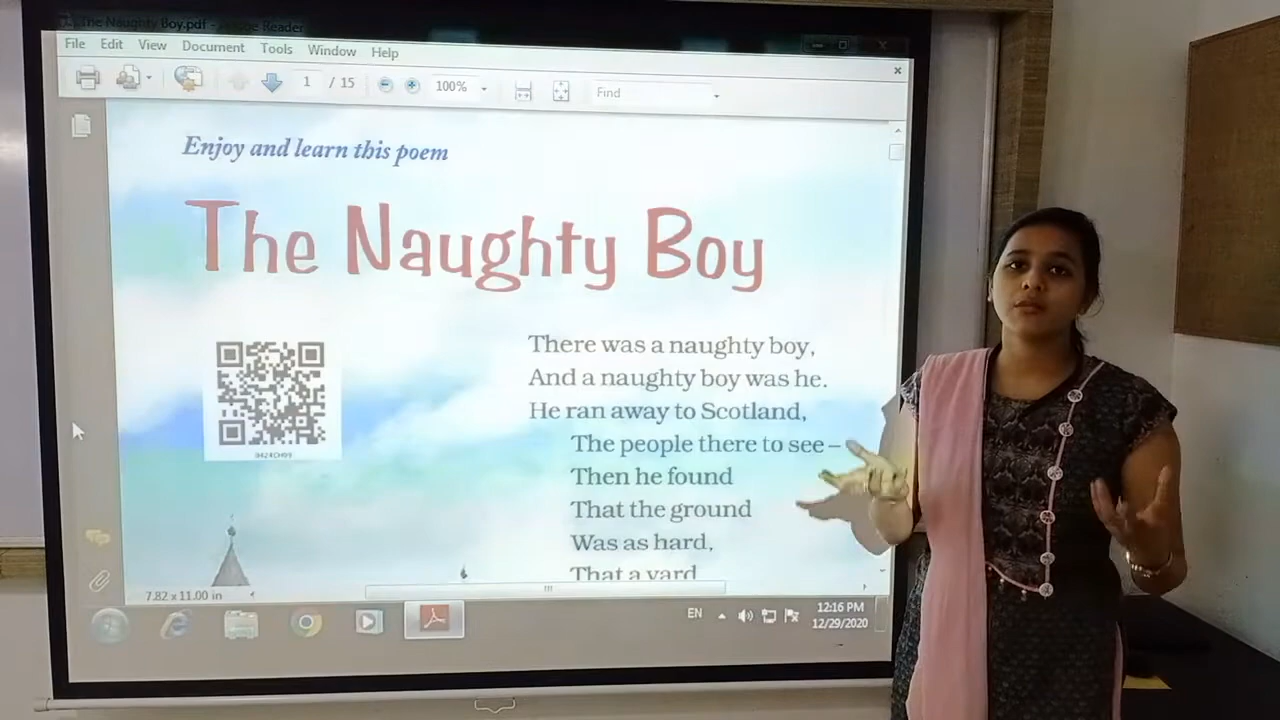 The Naughty Boy.pdf - Reader
File Edit View Document Tools Window Help
1 / 15 100% Find
Enjoy and learn this poem
The Naughty Boy
There was a naughty boy,
And a naughty boy was he.
He ran away to Scotland,
The people there to see –
Then he found
That the ground
Was as hard,
That a yard
0424CH09
7.82 x 11.00 in
EN
12:16 PM
12/29/2020